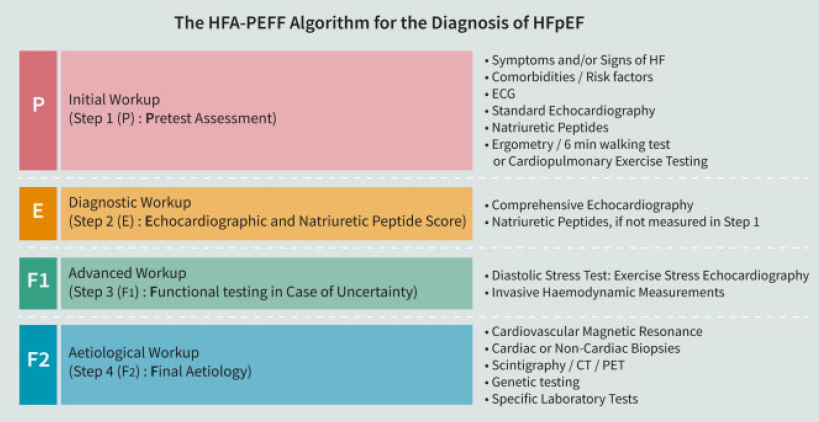 The HFA-PEFF Algorithm for the Diagnosis of HFpEF
P
Initial Workup
(Step 1 (P) : Pretest Assessment)
• Symptoms and/or Signs of HF
• Comorbidities / Risk factors
• ECG
• Standard Echocardiography
• Natriuretic Peptides
• Ergometry / 6 min walking test
or Cardiopulmonary Exercise Testing
E
Diagnostic Workup
(Step 2 (E) : Echocardiographic and Natriuretic Peptide Score)
• Comprehensive Echocardiography
• Natriuretic Peptides, if not measured in Step 1
F1
Advanced Workup
(Step 3 (F1) : Functional testing in Case of Uncertainty)
• Diastolic Stress Test: Exercise Stress Echocardiography
• Invasive Haemodynamic Measurements
F2
Aetiological Workup
(Step 4 (F2) : Final Aetiology)
• Cardiovascular Magnetic Resonance
• Cardiac or Non-Cardiac Biopsies
• Scintigraphy / CT / PET
• Genetic testing
• Specific Laboratory Tests